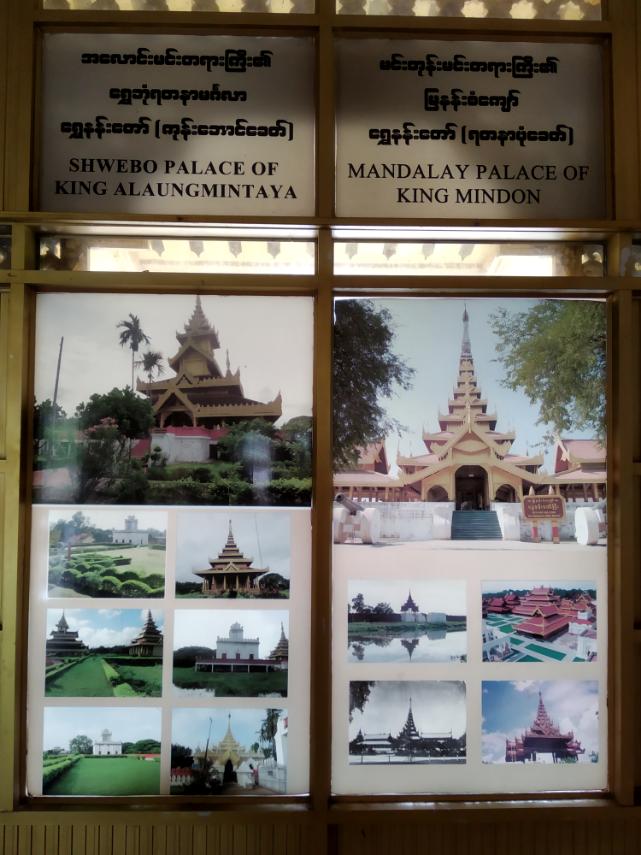 အလောင်းမင်းတရားကြီး၏
ရွှေဘုံရတနာမင်္ဂလာ
ရွှေနန်းတော် (ကုန်းဘောင်ခေတ်)
SHWEBO PALACE OF
KING ALAUNGMINTAYA
မင်းတုန်းမင်းတရားကြီး၏
မြနန်းစံကျော်
ရွှေနန်းတော် (ရတနာပုံခေတ်)
MANDALAY PALACE OF
KING MINDON